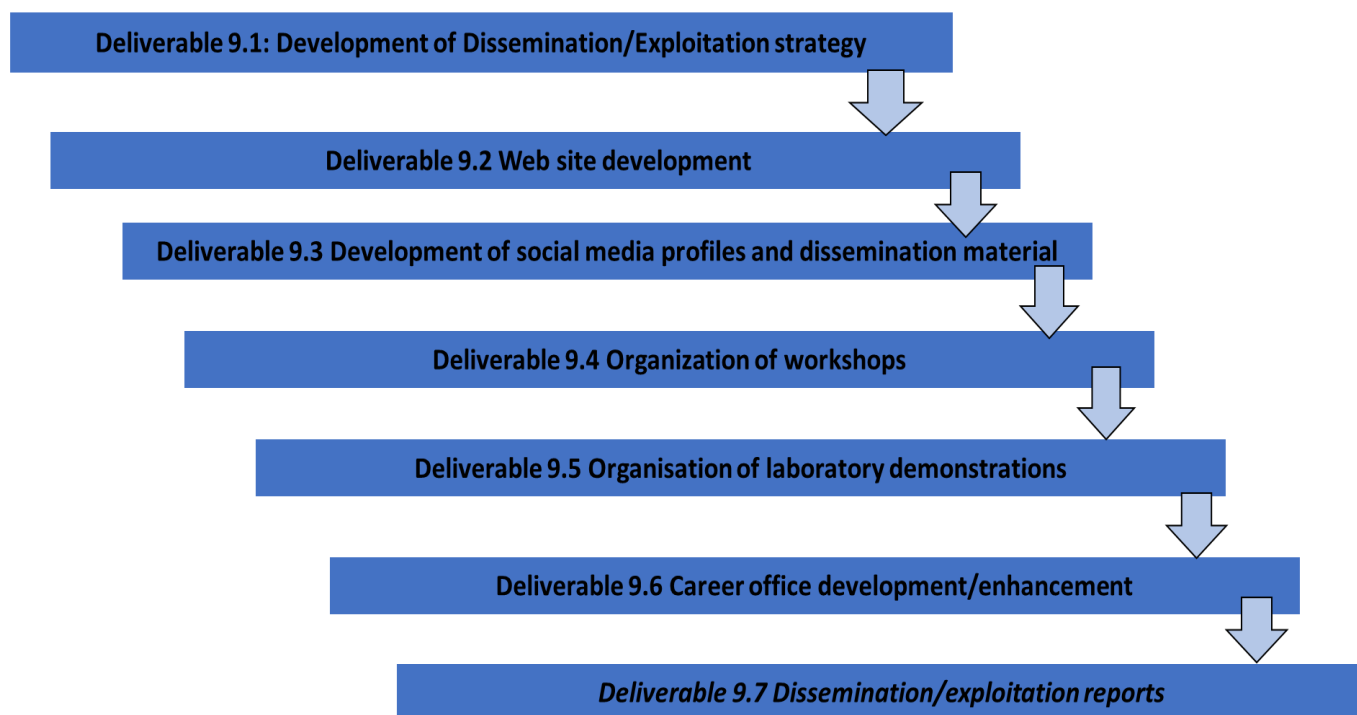 Deliverable 9.1: Development of Dissemination/Exploitation strategy
Deliverable 9.2 Web site development
Deliverable 9.3 Development of social media profiles and dissemination material
Deliverable 9.4 Organization of workshops
Deliverable 9.5 Organisation of laboratory demonstrations
Deliverable 9.6 Career office development/enhancement
Deliverable 9.7 Dissemination/exploitation reports